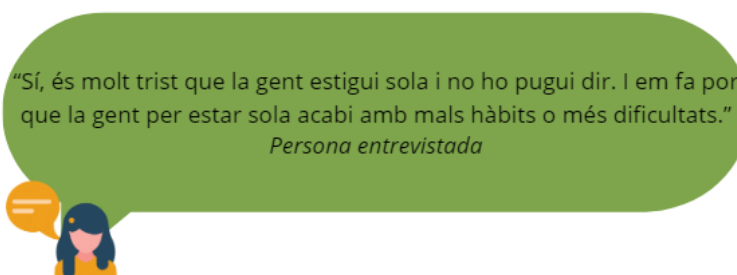 “Sí, és molt trist que la gent estigui sola i no ho pugui dir. I em fa por
que la gent per estar sola acabi amb mals hàbits o més dificultats.”
Persona entrevistada